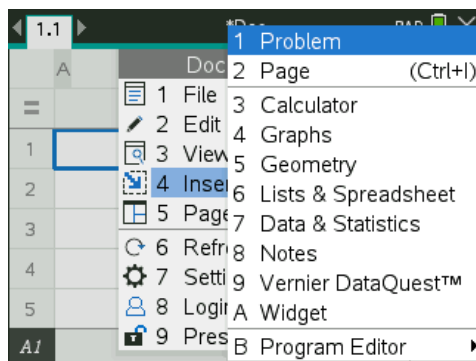 1.1
*Doc
RAD
A
Doc
1 File
2 Edit
3 View
4 Inser
5 Page
6 Refr
7 Setti
8 Login
9 Pres
1 Problem
2 Page (Ctrl+I)
3 Calculator
4 Graphs
5 Geometry
6 Lists & Spreadsheet
7 Data & Statistics
8 Notes
9 Vernier DataQuest™
A Widget
B Program Editor
=
1
2
3
4
5
A1